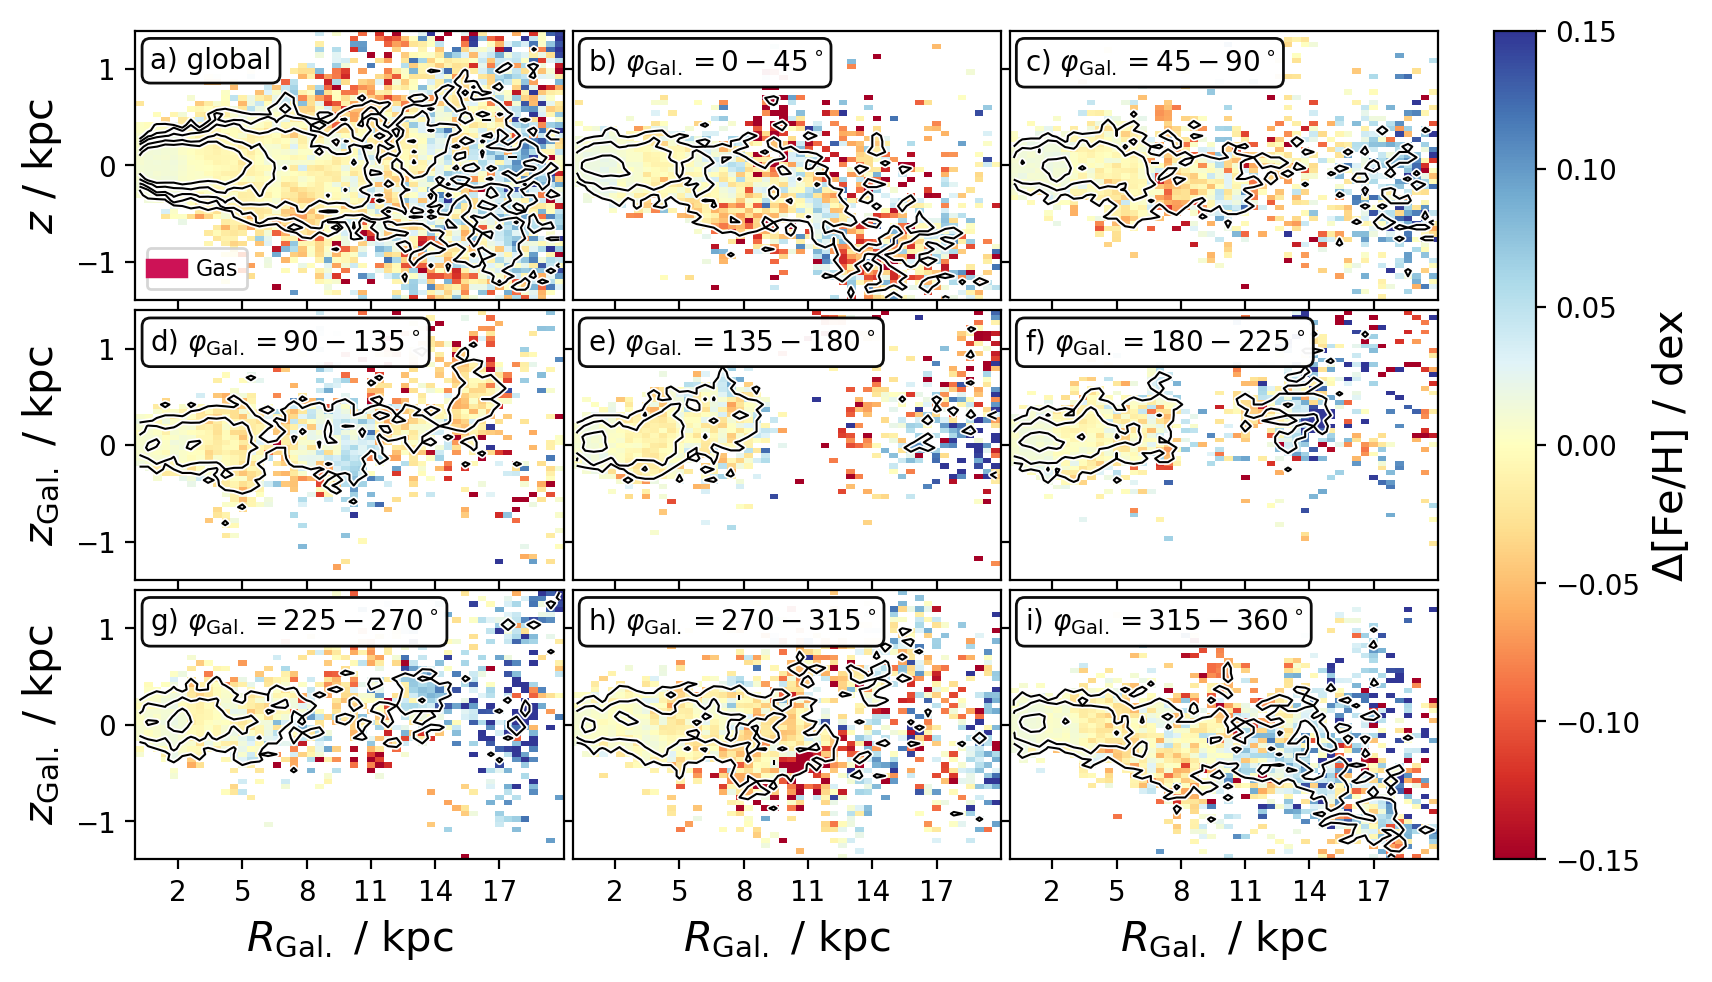 a) global
b) φGal. = 0 − 45°
c) φGal. = 45 − 90°
0.15
1
0
−1
z / kpc
Gas
0.10
d) φGal. = 90 − 135°
e) φGal. = 135 − 180°
f) φGal. = 180 − 225°
0.05
1
0
−1
zGal. / kpc
0.00
Δ[Fe/H] / dex
−0.05
g) φGal. = 225 − 270°
h) φGal. = 270 − 315°
i) φGal. = 315 − 360°
1
0
−1
zGal. / kpc
−0.10
−0.15
2 5 8 11 14 17
2 5 8 11 14 17
2 5 8 11 14 17
RGal. / kpc
RGal. / kpc
RGal. / kpc